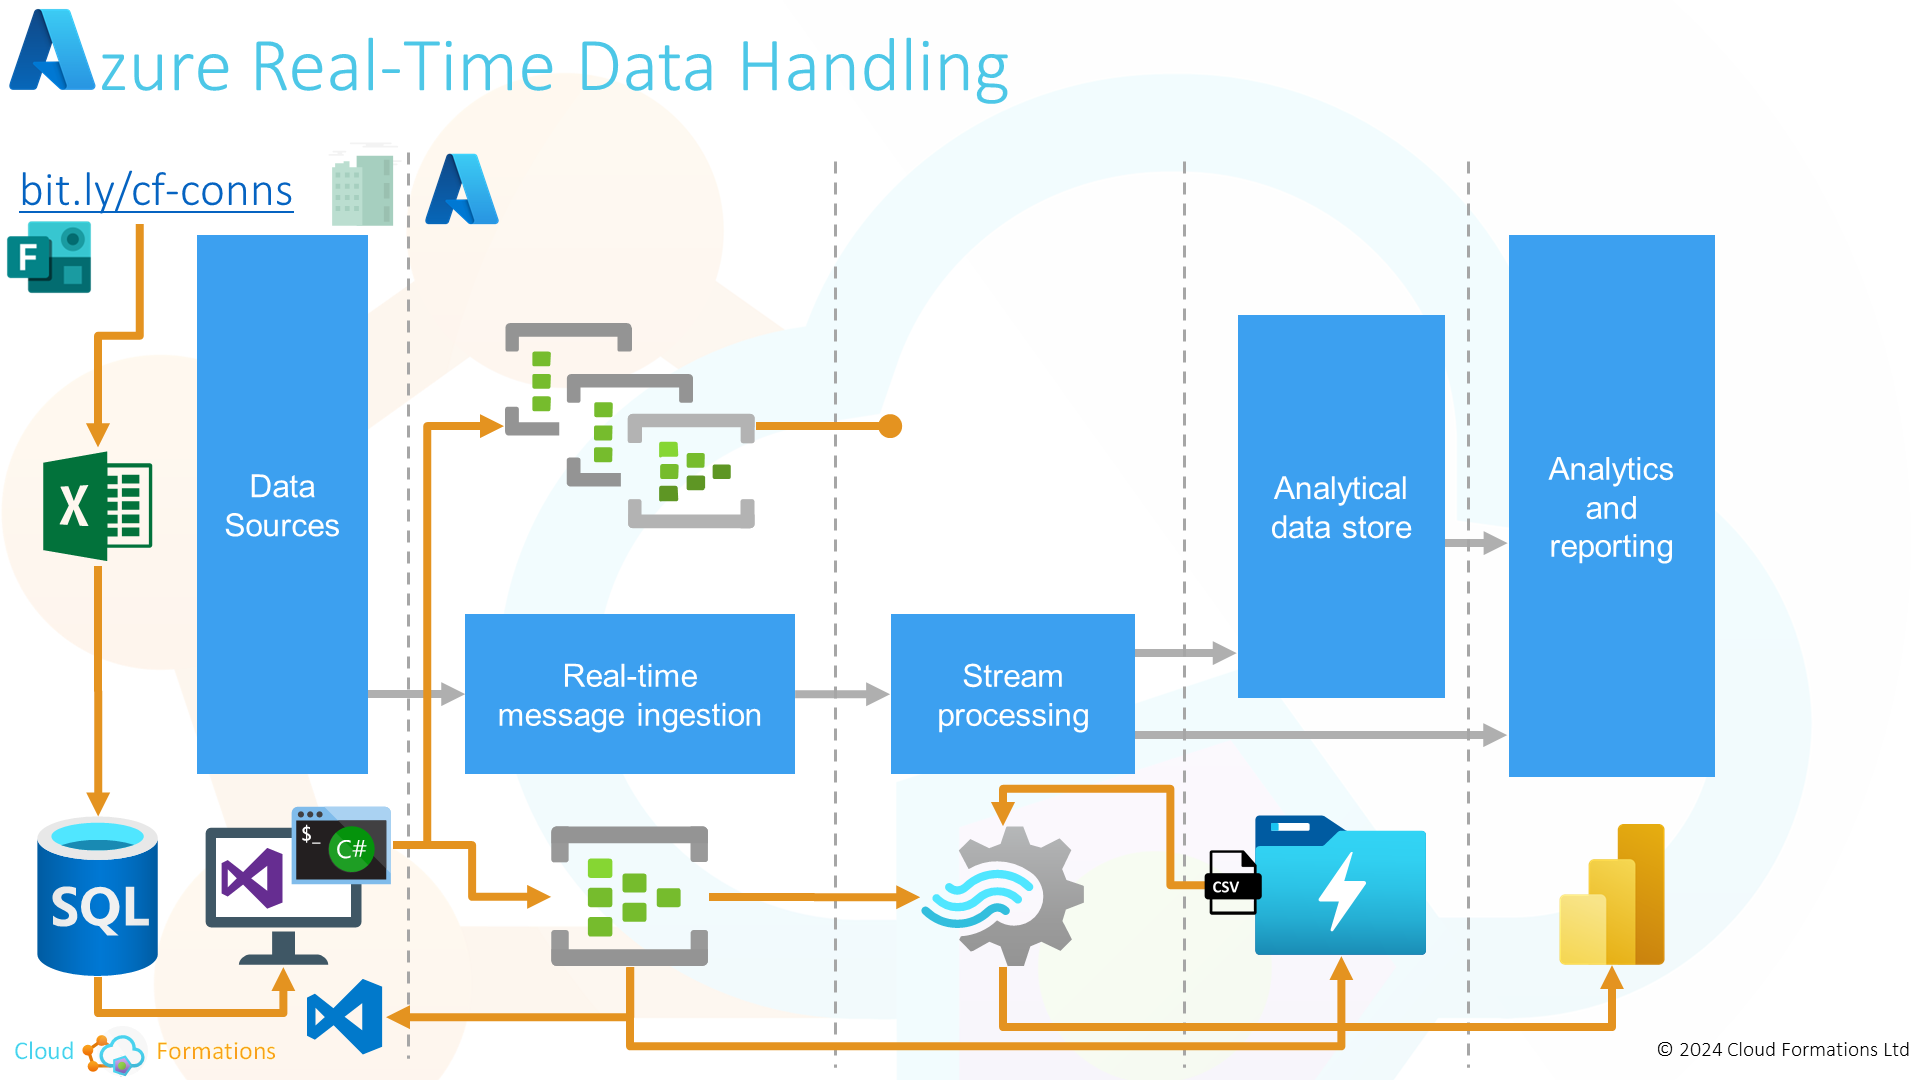 Azure Real-Time Data Handling
bit.ly/cf-conns
F
X
Data
Sources
Real-time
message ingestion
Stream
processing
Analytical
data store
Analytics
and
reporting
SQL
$_
C#
CSV
Cloud Formations
© 2024 Cloud Formations Ltd